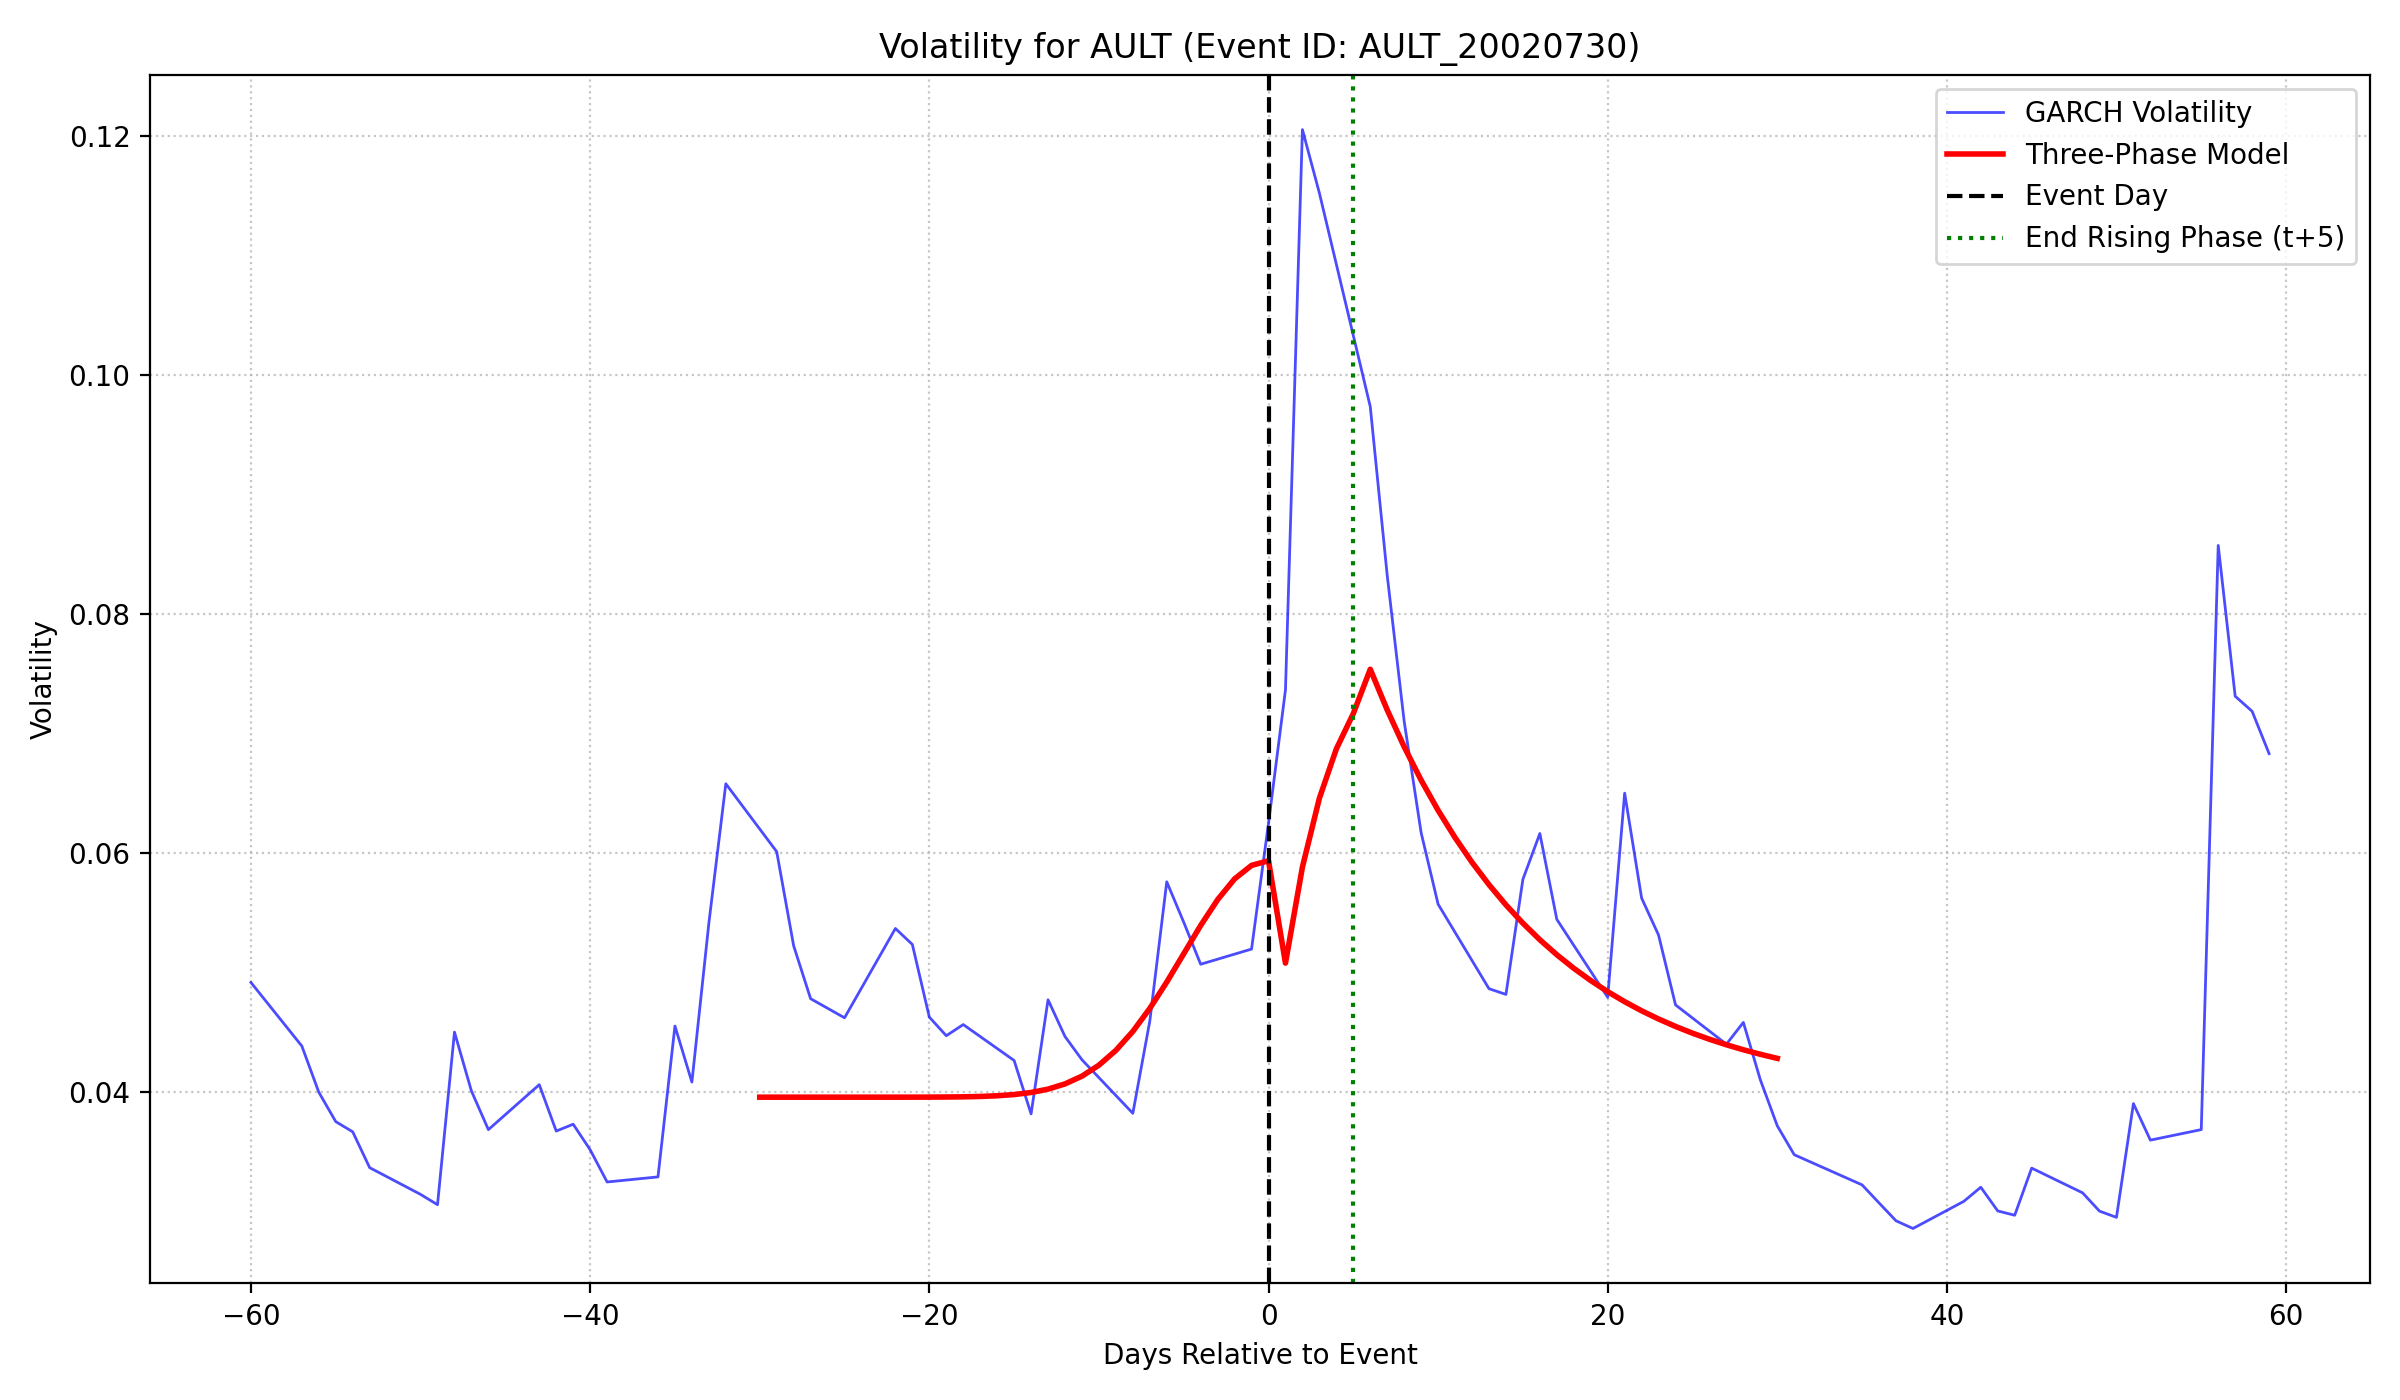 Volatility for AULT (Event ID: AULT_20020730)
GARCH Volatility
Three-Phase Model
Event Day
End Rising Phase (t+5)
Volatility
0.12
0.10
0.08
0.06
0.04
−60 −40 −20 0 20 40 60
Days Relative to Event